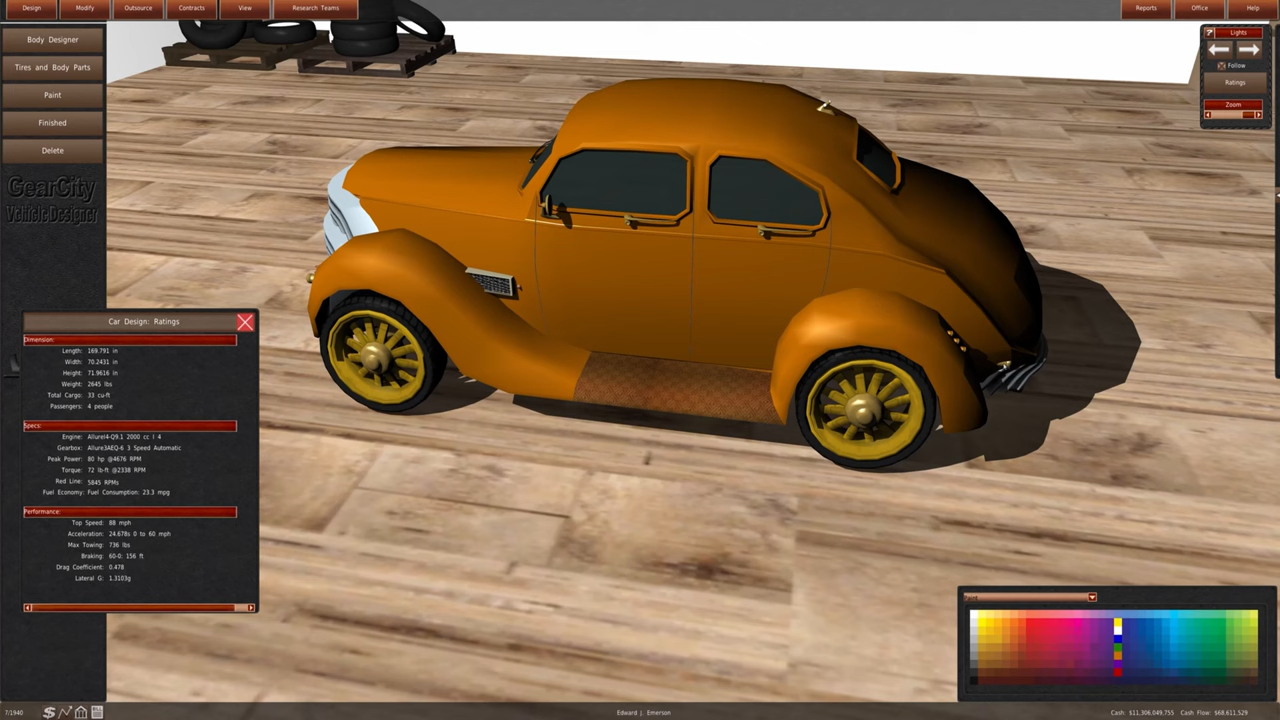 Design Modify Outsource Contracts View Research Teams Reports Office Help
Body Designer
Tires and Body Parts
Paint
Finished
Delete
GearCity
Vehicle Designer
? Lights
Follow
Ratings
Zoom
Car Design: Ratings
Dimension:
Length: 169.791 in
Width: 70.2431 in
Height: 71.9616 in
Weight: 2645 lbs
Total Cargo: 33 cu-ft
Passengers: 4 people
Specs:
Engine: AllureI4-Q9.1 2000 cc I 4
Gearbox: Allure3AEQ-6 3 Speed Automatic
Peak Power: 80 hp @4676 RPM
Torque: 72 lb-ft @2338 RPM
Red Line: 5845 RPMs
Fuel Economy: Fuel Consumption: 23.3 mpg
Performance:
Top Speed: 88 mph
Acceleration: 24.678s 0 to 60 mph
Max Towing: 736 lbs
Braking: 60-0: 156 ft
Drag Coefficient: 0.478
Lateral G: 1.3103g
Paint
7/1940
Edward J. Emerson
Cash: $11,306,049,755 Cash Flow: $68,611,529